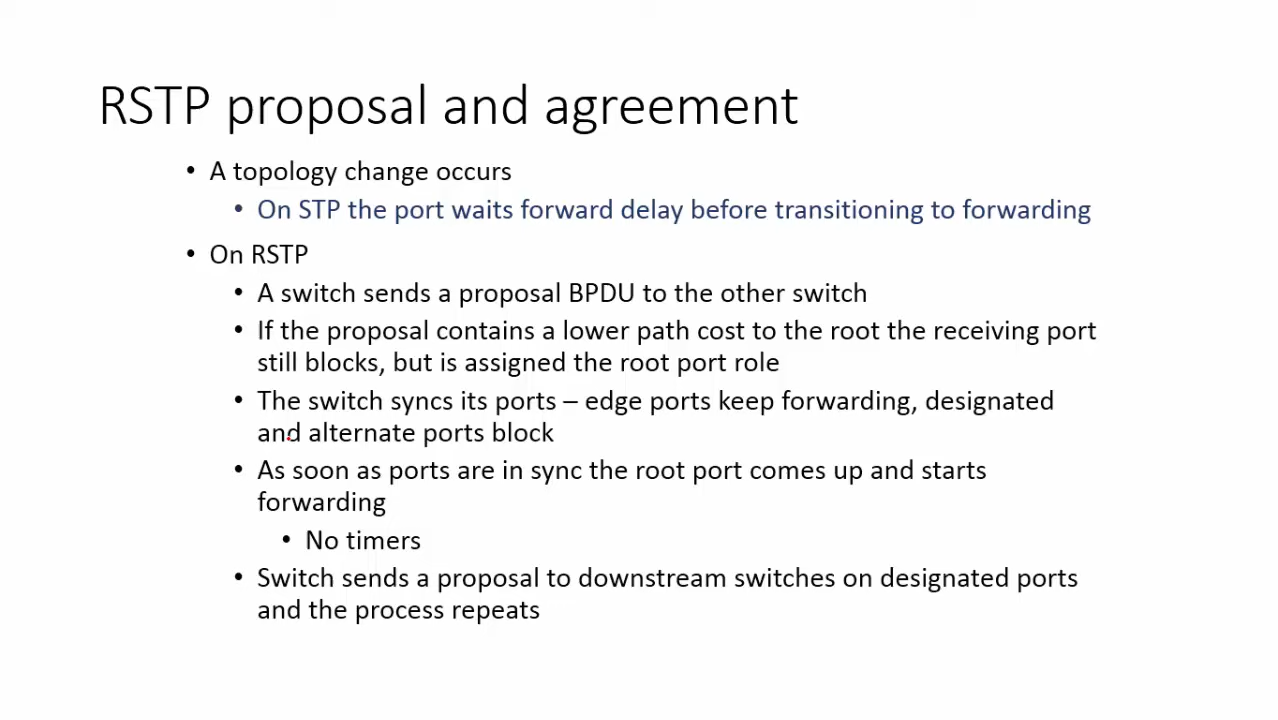 RSTP proposal and agreement
• A topology change occurs
• On STP the port waits forward delay before transitioning to forwarding
• On RSTP
• A switch sends a proposal BPDU to the other switch
• If the proposal contains a lower path cost to the root the receiving port
still blocks, but is assigned the root port role
• The switch syncs its ports – edge ports keep forwarding, designated
and alternate ports block
• As soon as ports are in sync the root port comes up and starts
forwarding
• No timers
• Switch sends a proposal to downstream switches on designated ports
and the process repeats